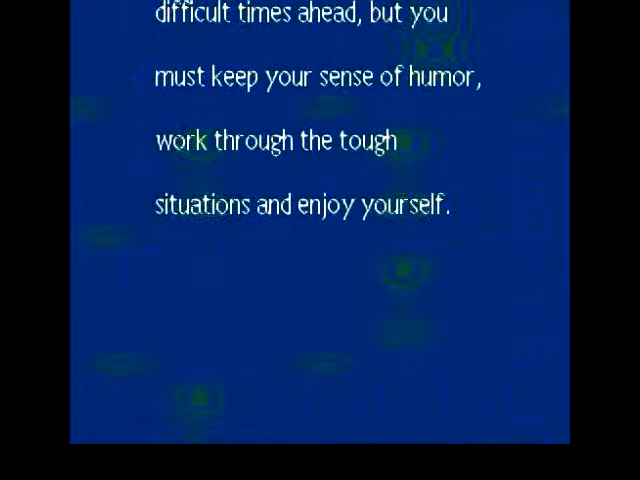 difficult times ahead, but you
must keep your sense of humor,
work through the tough
situations and enjoy yourself.